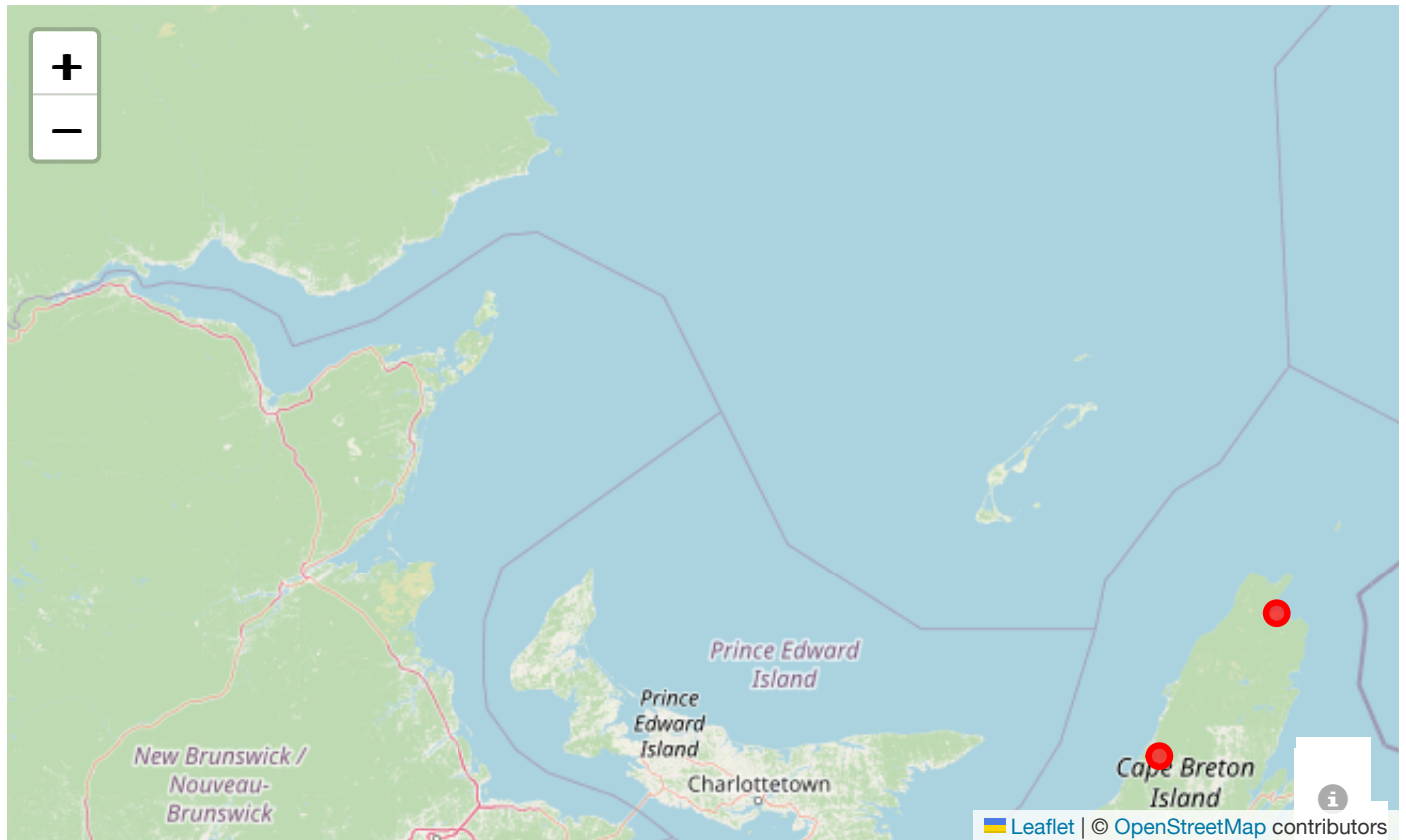 +
−
Prince Edward
Island
Prince
Edward
Island
New Brunswick /
Nouveau-
Brunswick
Charlottetown
Cape Breton
Island
i
Leaflet | © OpenStreetMap contributors